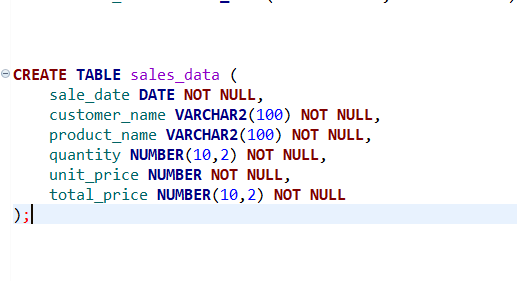 CREATE TABLE sales_data (
    sale_date DATE NOT NULL,
    customer_name VARCHAR2(100) NOT NULL,
    product_name VARCHAR2(100) NOT NULL,
    quantity NUMBER(10,2) NOT NULL,
    unit_price NUMBER NOT NULL,
    total_price NUMBER(10,2) NOT NULL
);